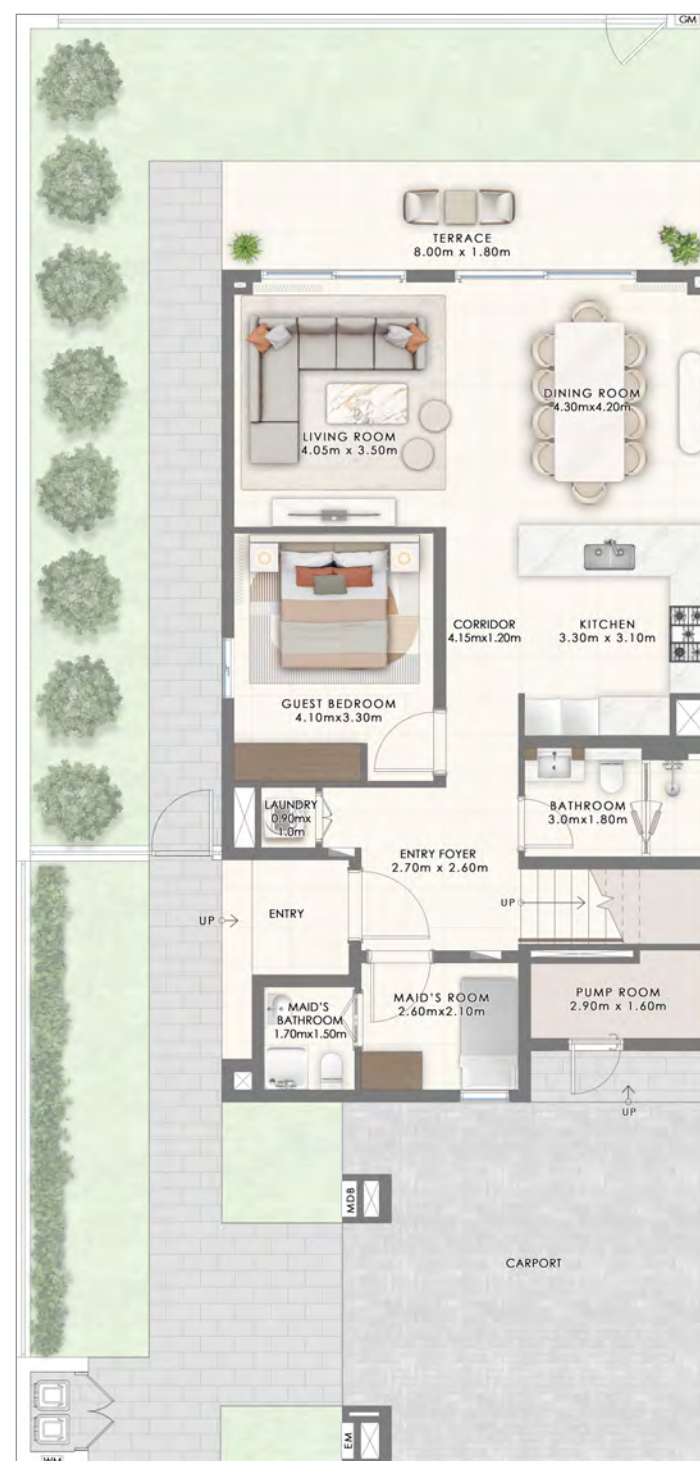 GM
TERRACE
8.00m x 1.80m
DINING ROOM
4.30mx4.20m
LIVING ROOM
4.05m x 3.50m
CORRIDOR
4.15mx1.20m
KITCHEN
3.30m x 3.10m
GUEST BEDROOM
4.10mx3.30m
LAUNDRY
0.90mx
1.0m
BATHROOM
3.0mx1.80m
ENTRY FOYER
2.70m x 2.60m
UP
ENTRY
UP
MAID'S
BATHROOM
1.70mx1.50m
MAID'S ROOM
2.60mx2.10m
PUMP ROOM
2.90m x 1.60m
UP
MDB
CARPORT
EM
WM